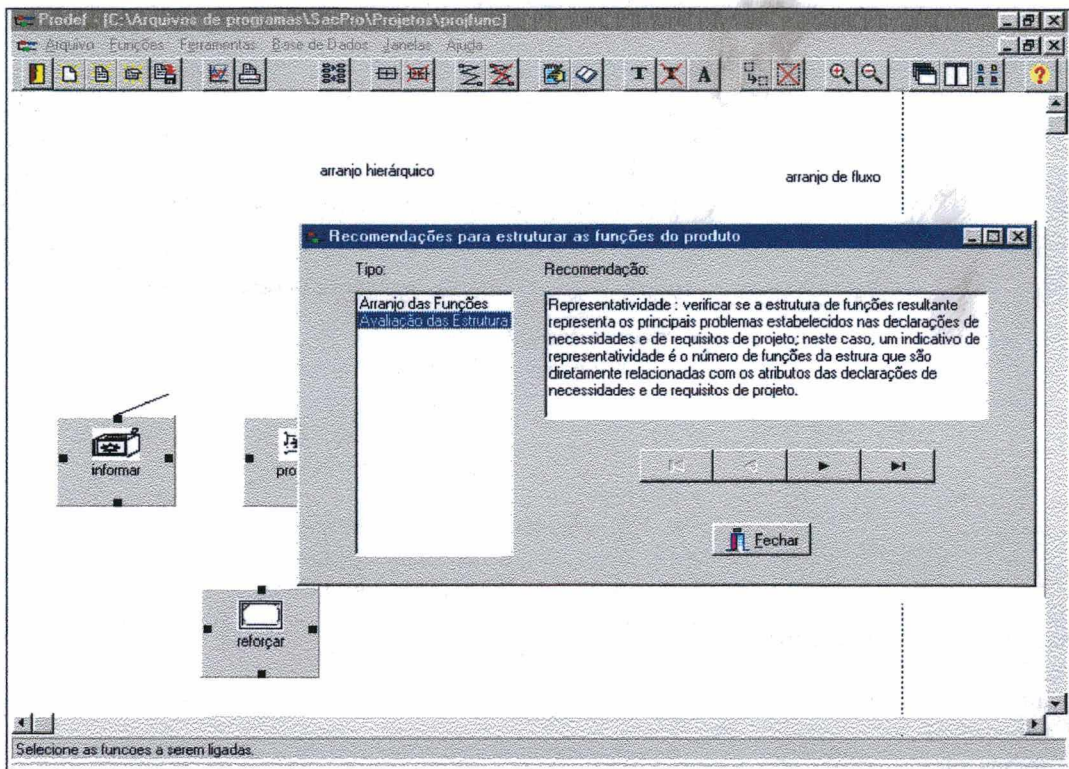 Prodef - [C:\Arquivos de programas\SacPro\Projetos\projfunc]
Arquivo Funções Ferramentas Base de Dados Janelas Ajuda
T T A ?
arranjo hierárquico
arranjo de fluxo
Recomendações para estruturar as funções do produto
Tipo:
Arranjo das Funções
Avaliação das Estrutura
Recomendação:
Representatividade : verificar se a estrutura de funções resultante
representa os principais problemas estabelecidos nas declarações de
necessidades e de requisitos de projeto; neste caso, um indicativo de
representatividade é o número de funções da estrura que são
diretamente relacionadas com os atributos das declarações de
necessidades e de requisitos de projeto.
Fechar
informar
pro
reforçar
Selecione as funcoes a serem ligadas.